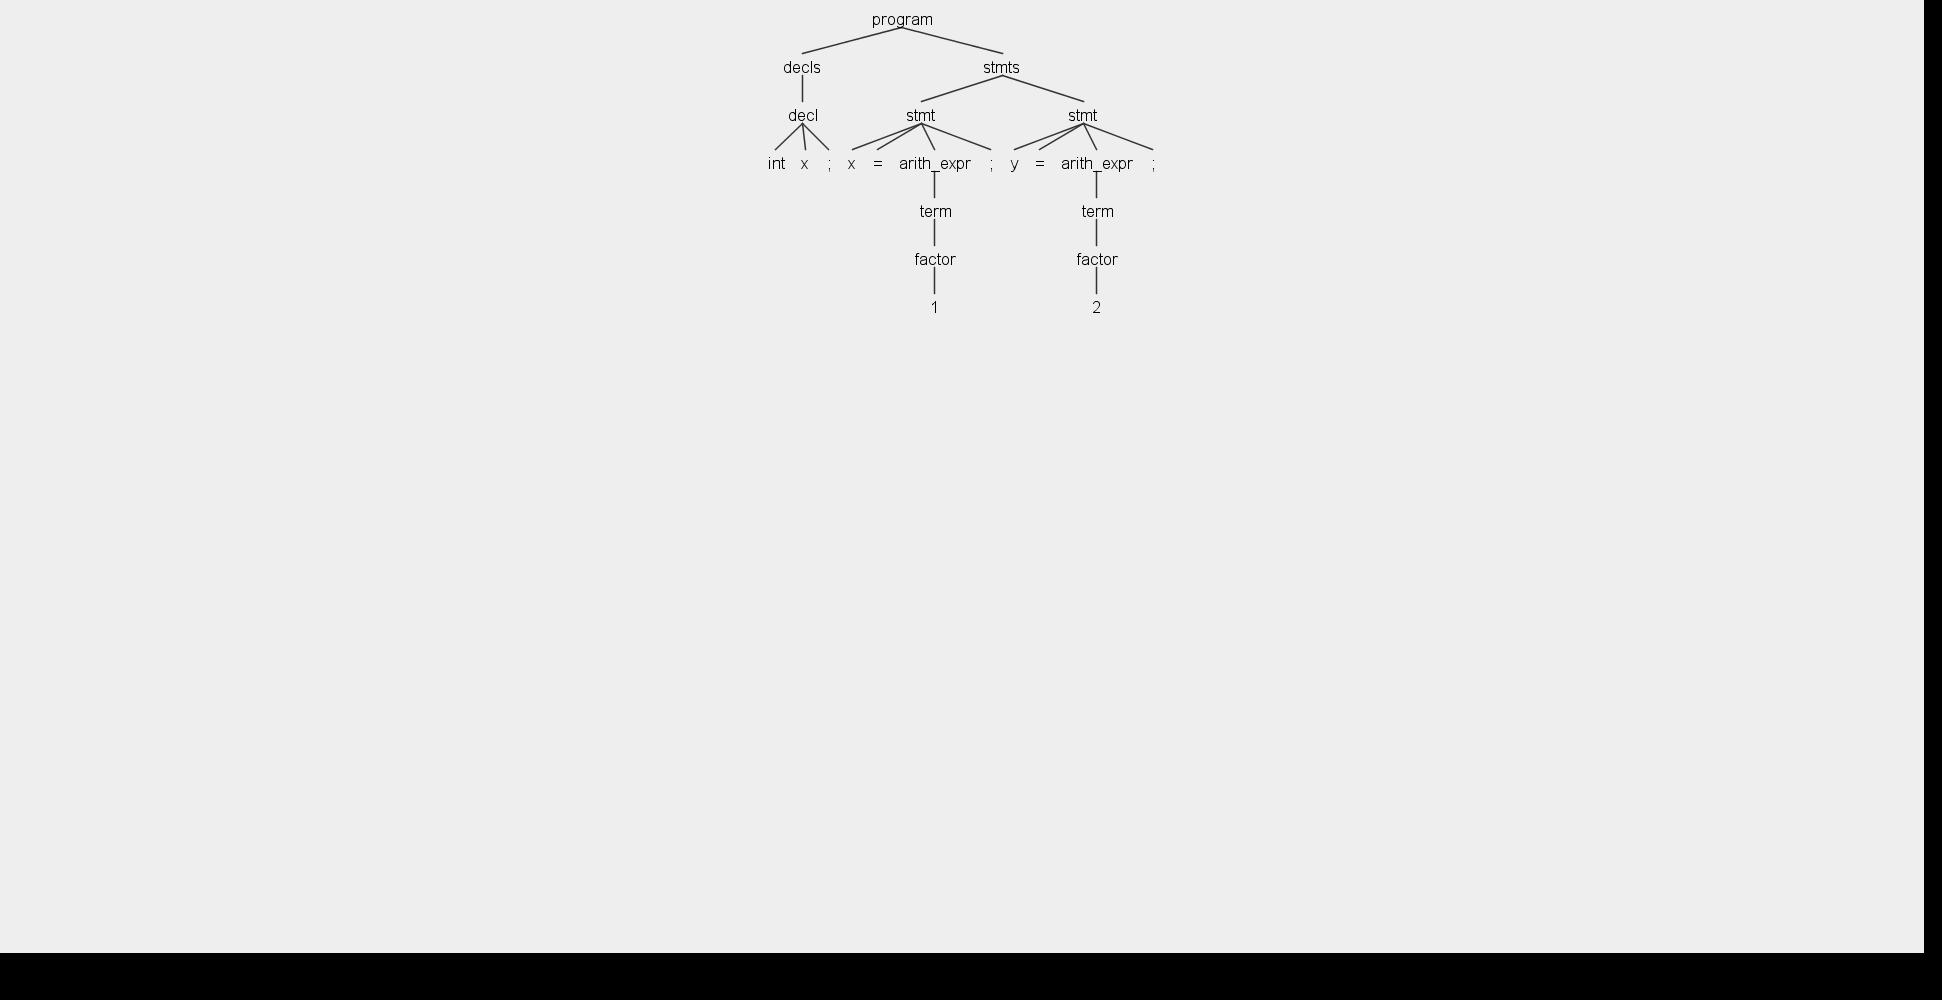 program
decls stmts
decl stmt stmt
int x ; x = arith_expr ; y = arith_expr ;
term term
factor factor
1 2